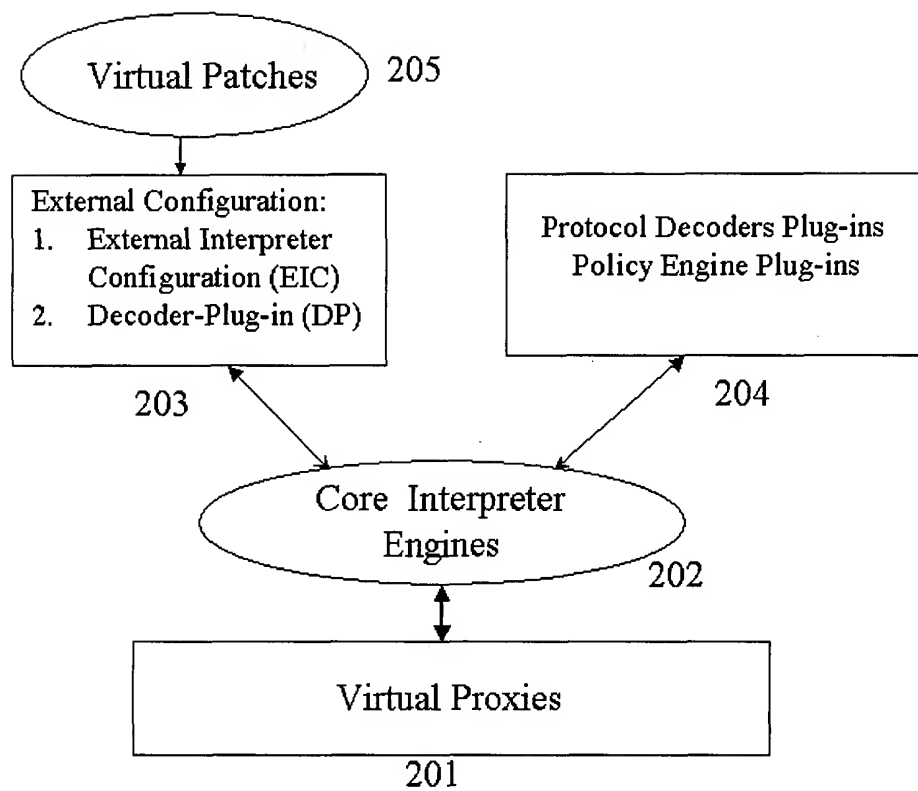 Virtual Patches
205
External Configuration:
1. External Interpreter
Configuration (EIC)
2. Decoder-Plug-in (DP)
203
Protocol Decoders Plug-ins
Policy Engine Plug-ins
204
Core Interpreter
Engines
202
Virtual Proxies
201